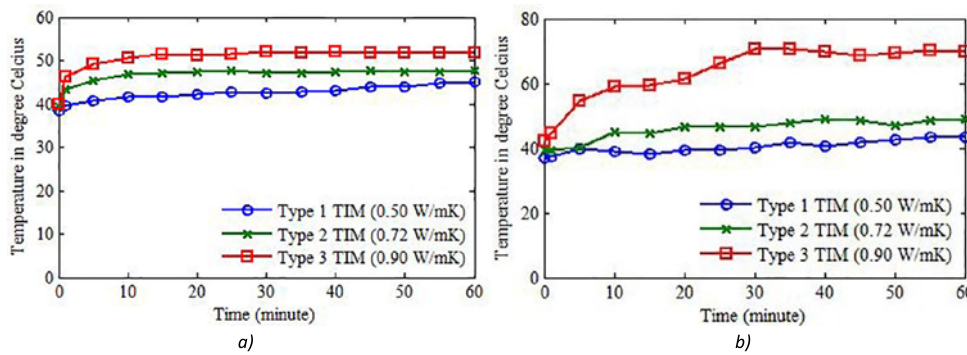 60
50
40
30
20
10
0
Temperature in degree Celcius
Type 1 TIM (0.50 W/mK)
Type 2 TIM (0.72 W/mK)
Type 3 TIM (0.90 W/mK)
0 10 20 30 40 50 60
Time (minute)
a)
80
60
40
20
0
Temperature in degree Celcius
Type 1 TIM (0.50 W/mK)
Type 2 TIM (0.72 W/mK)
Type 3 TIM (0.90 W/mK)
0 10 20 30 40 50 60
Time (minute)
b)